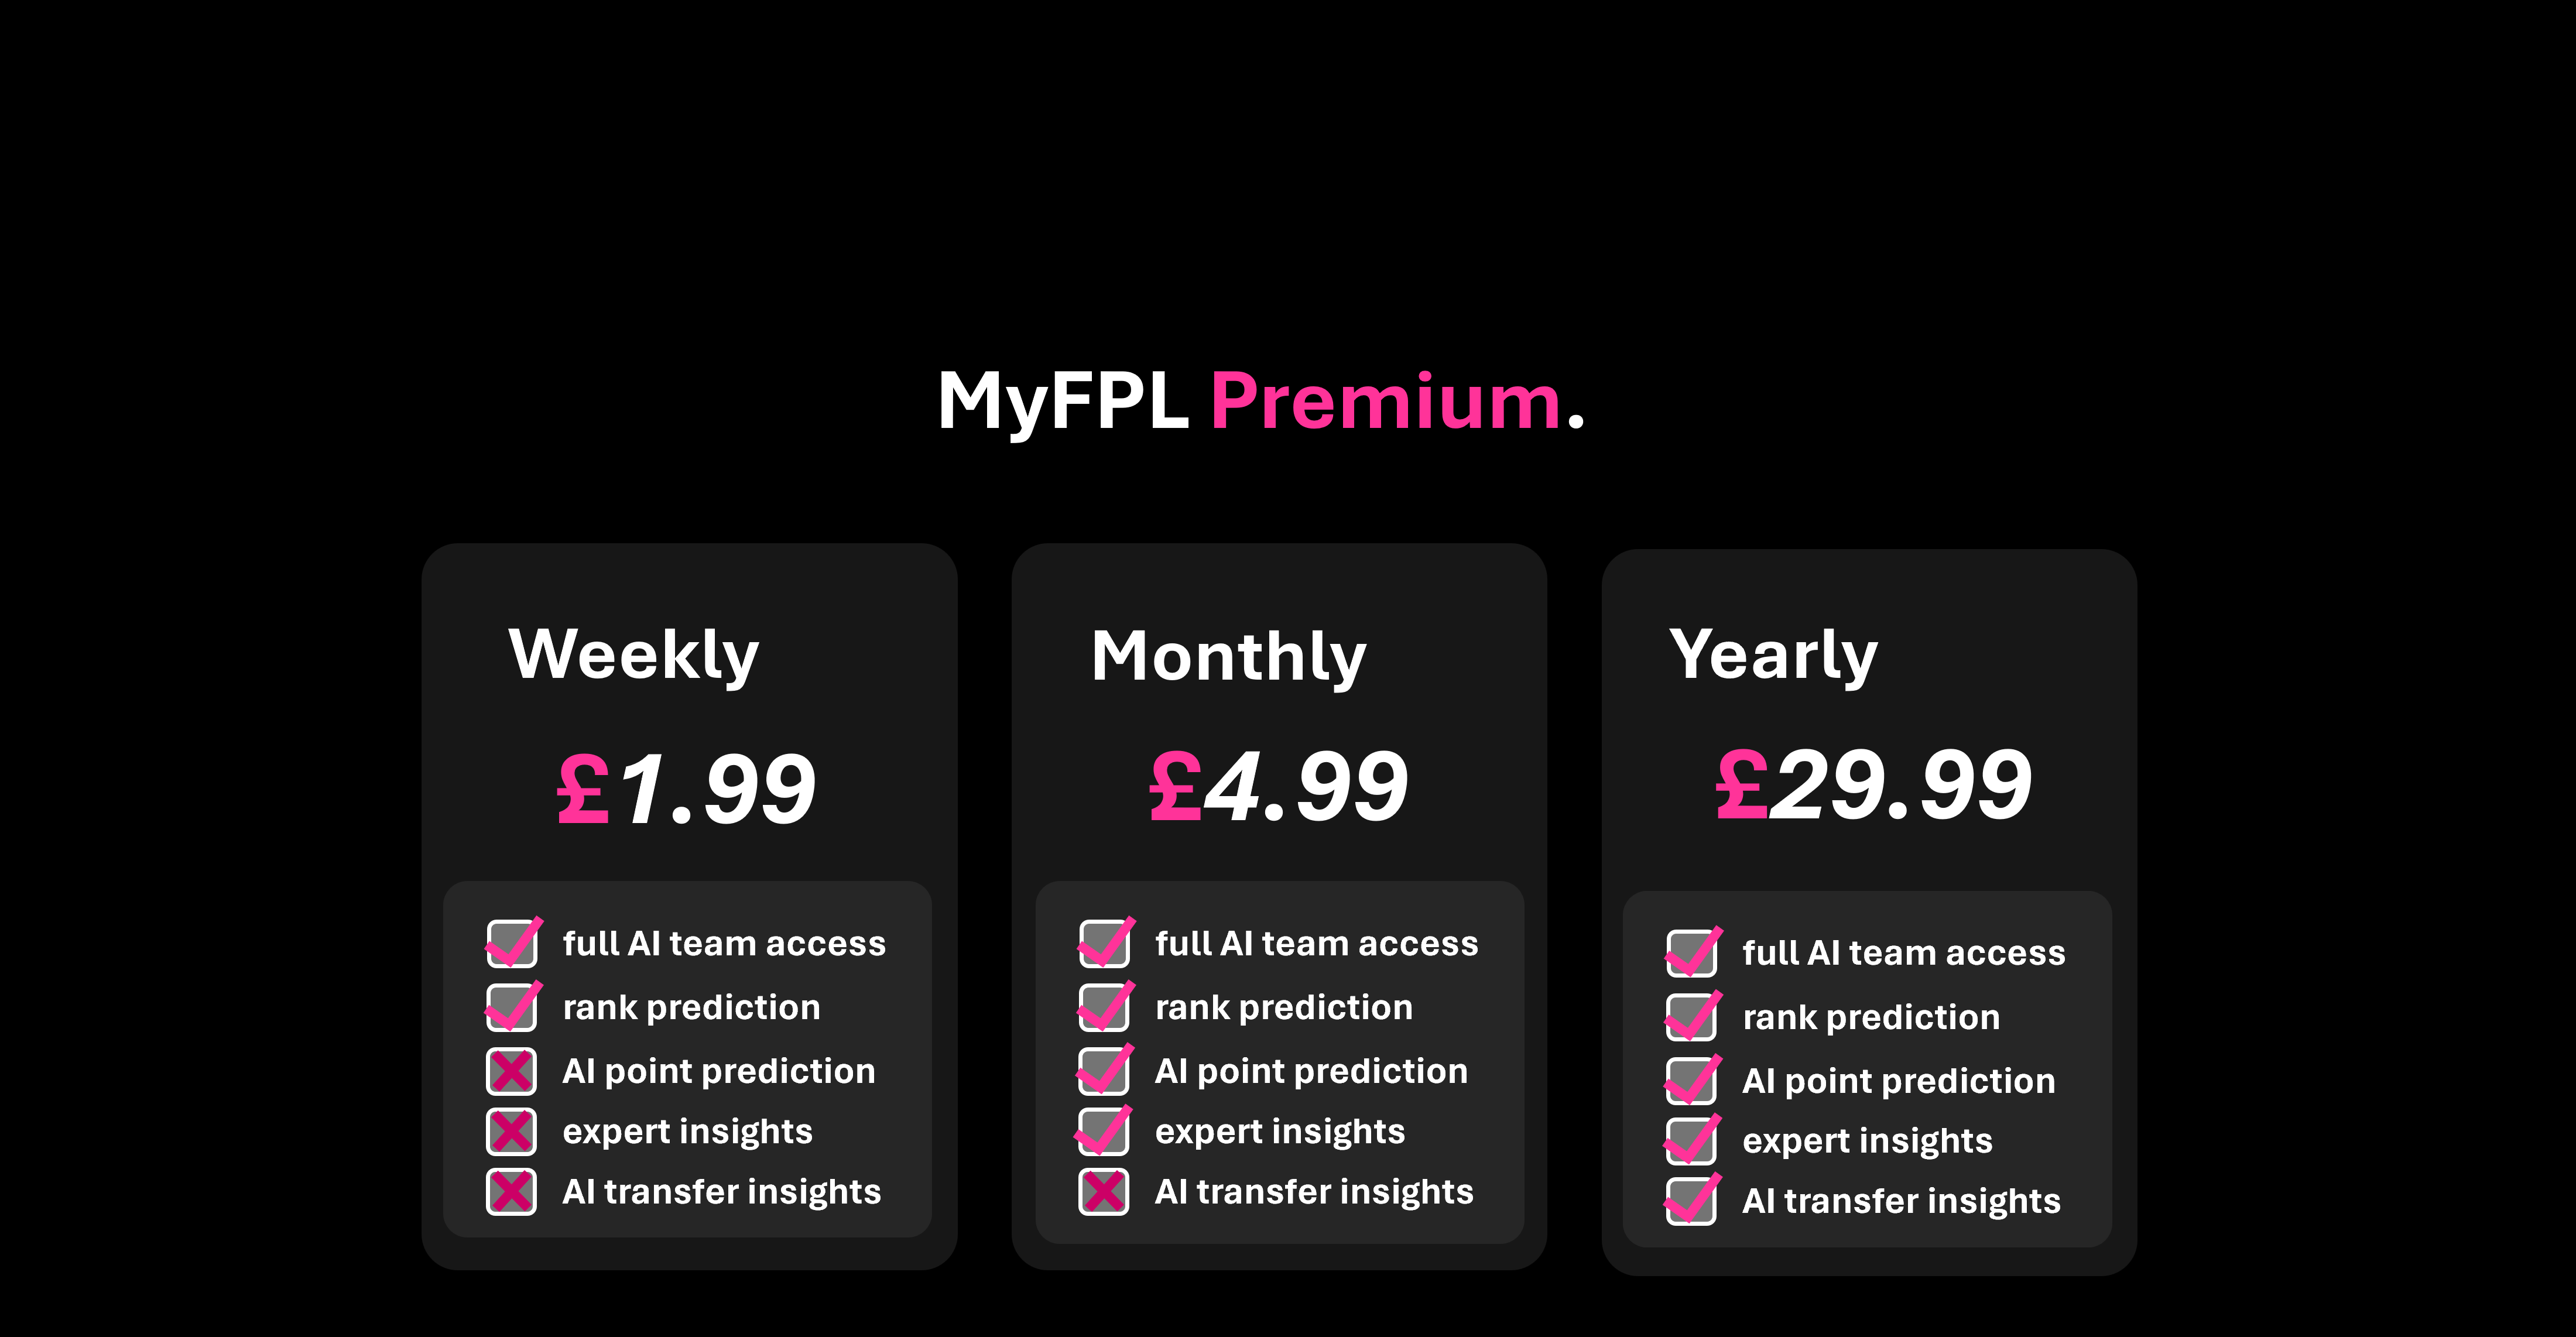 MyFPL Premium.
Weekly
£1.99
full AI team access
rank prediction
AI point prediction
expert insights
AI transfer insights
Monthly
£4.99
full AI team access
rank prediction
AI point prediction
expert insights
AI transfer insights
Yearly
£29.99
full AI team access
rank prediction
AI point prediction
expert insights
AI transfer insights